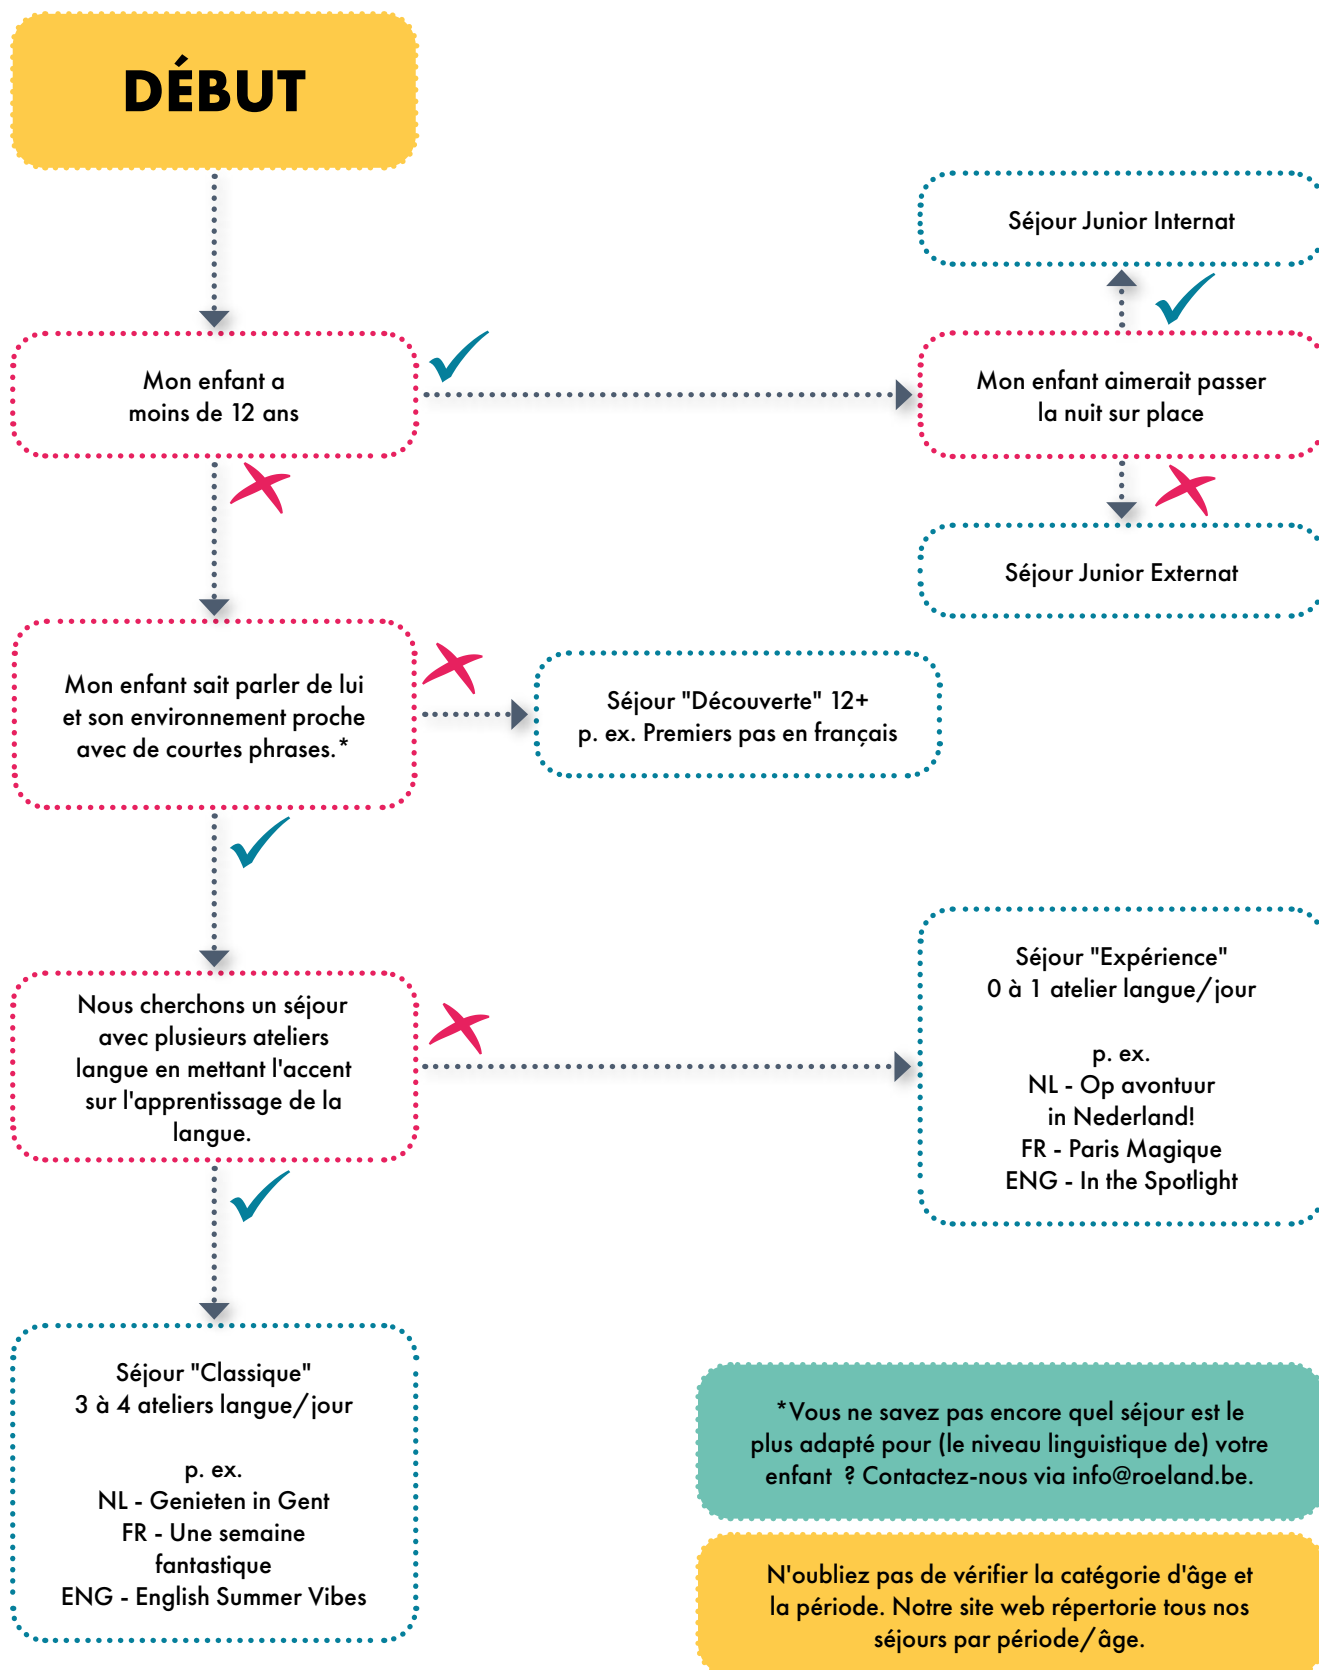 DÉBUT
Séjour Junior Internat
Mon enfant a
moins de 12 ans
Mon enfant aimerait passer
la nuit sur place
Séjour Junior Externat
Mon enfant sait parler de lui
et son environnement proche
avec de courtes phrases.*
Séjour "Découverte" 12+
p. ex. Premiers pas en français
Nous cherchons un séjour
avec plusieurs ateliers
langue en mettant l'accent
sur l'apprentissage de la
langue.
Séjour "Expérience"
0 à 1 atelier langue/jour
p. ex.
NL - Op avontuur
in Nederland!
FR - Paris Magique
ENG - In the Spotlight
Séjour "Classique"
3 à 4 ateliers langue/jour
p. ex.
NL - Genieten in Gent
FR - Une semaine
fantastique
ENG - English Summer Vibes
*Vous ne savez pas encore quel séjour est le
plus adapté pour (le niveau linguistique de) votre
enfant  ? Contactez-nous via info@roeland.be.
N'oubliez pas de vérifier la catégorie d'âge et
la période. Notre site web répertorie tous nos
séjours par période/âge.